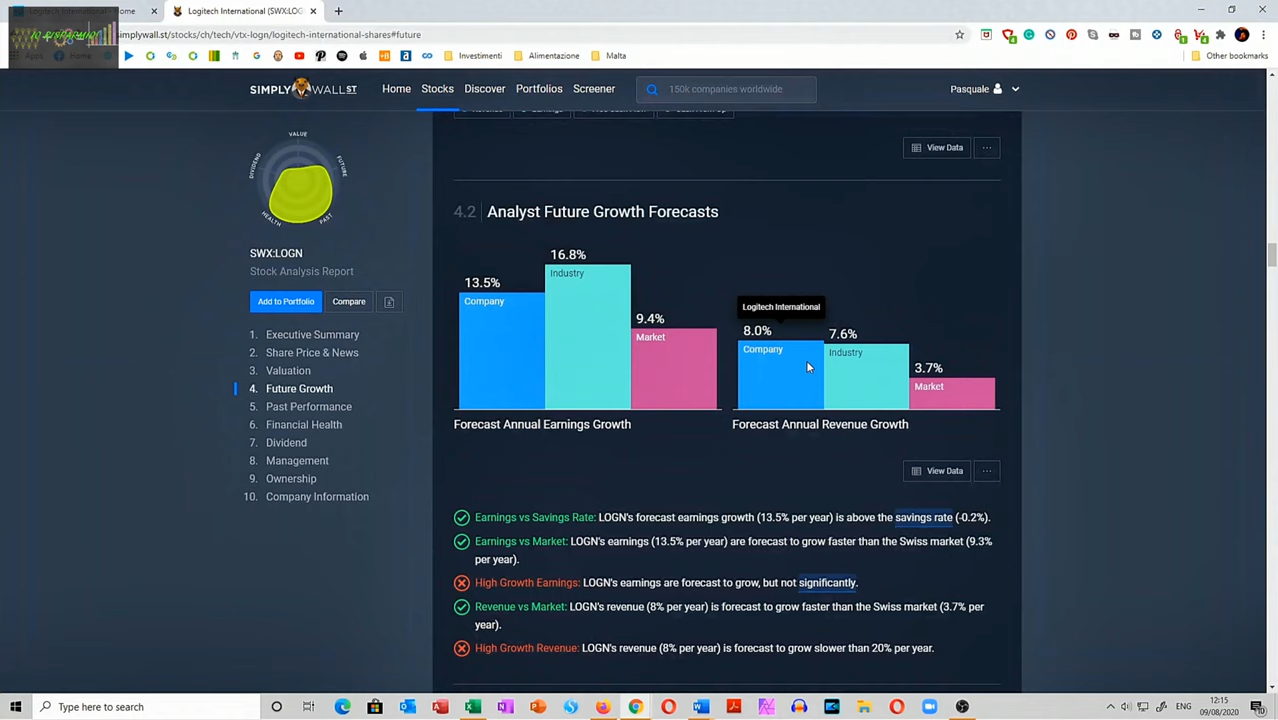 Logitech International - Home
Logitech International (SWX:LOG
IO RISPARMIO
simplywall.st/stocks/ch/tech/vtx-logn/logitech-international-shares#future
Apps
Home
Investimenti
Alimentazione
Malta
Other bookmarks
SIMPLY WALL ST
Home
Stocks
Discover
Portfolios
Screener
150k companies worldwide
Pasquale
VALUE
FUTURE
PAST
HEALTH
DIVIDEND
SWX:LOGN
Stock Analysis Report
Add to Portfolio
Compare
1. Executive Summary
2. Share Price & News
3. Valuation
4. Future Growth
5. Past Performance
6. Financial Health
7. Dividend
8. Management
9. Ownership
10. Company Information
View Data
4.2 Analyst Future Growth Forecasts
13.5%
Company
16.8%
Industry
9.4%
Market
Forecast Annual Earnings Growth
Logitech International
8.0%
Company
7.6%
Industry
3.7%
Market
Forecast Annual Revenue Growth
View Data
Earnings vs Savings Rate: LOGN's forecast earnings growth (13.5% per year) is above the savings rate (-0.2%).
Earnings vs Market: LOGN's earnings (13.5% per year) are forecast to grow faster than the Swiss market (9.3%
per year).
High Growth Earnings: LOGN's earnings are forecast to grow, but not significantly.
Revenue vs Market: LOGN's revenue (8% per year) is forecast to grow faster than the Swiss market (3.7% per
year).
High Growth Revenue: LOGN's revenue (8% per year) is forecast to grow slower than 20% per year.
Type here to search
ENG
12:15
09/08/2020